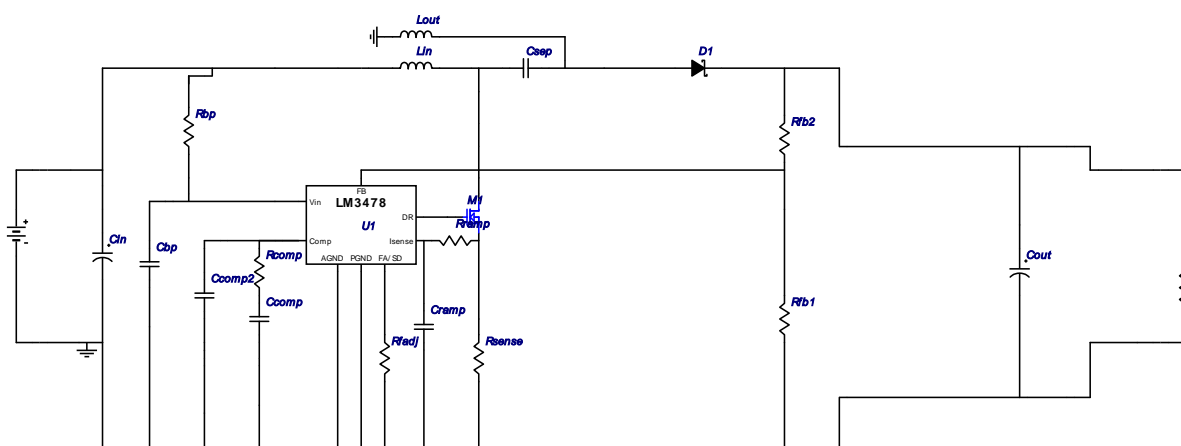 Lout
Lin
Csep
D1
Rbp
Rfb2
FB
LM3478
M1
Vin
DR
Rramp
U1
Cin
Cbp
Comp
Isense
Rcomp
AGND
PGND
FA/SD
Cout
Ccomp2
Ccomp
Cramp
Rfb1
Rfadj
Rsense
+
-